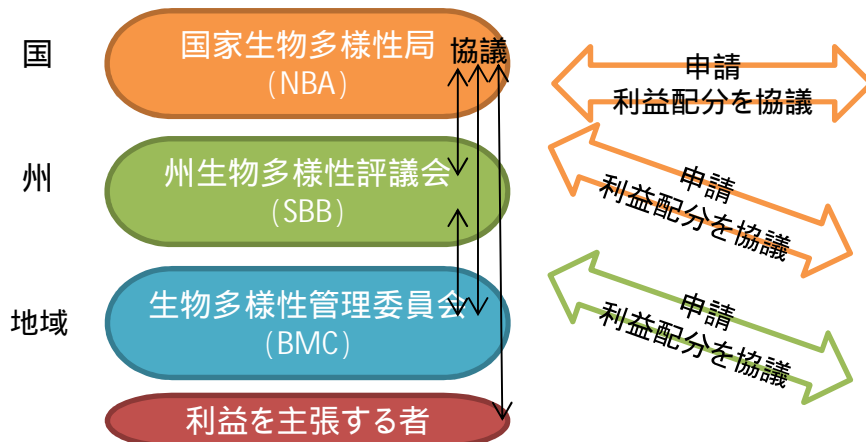 国
国家生物多様性局
(NBA)
協議
申請
利益配分を協議
州
州生物多様性評議会
(SBB)
申請
利益配分を協議
地域
生物多様性管理委員会
(BMC)
申請
利益配分を協議
利益を主張する者